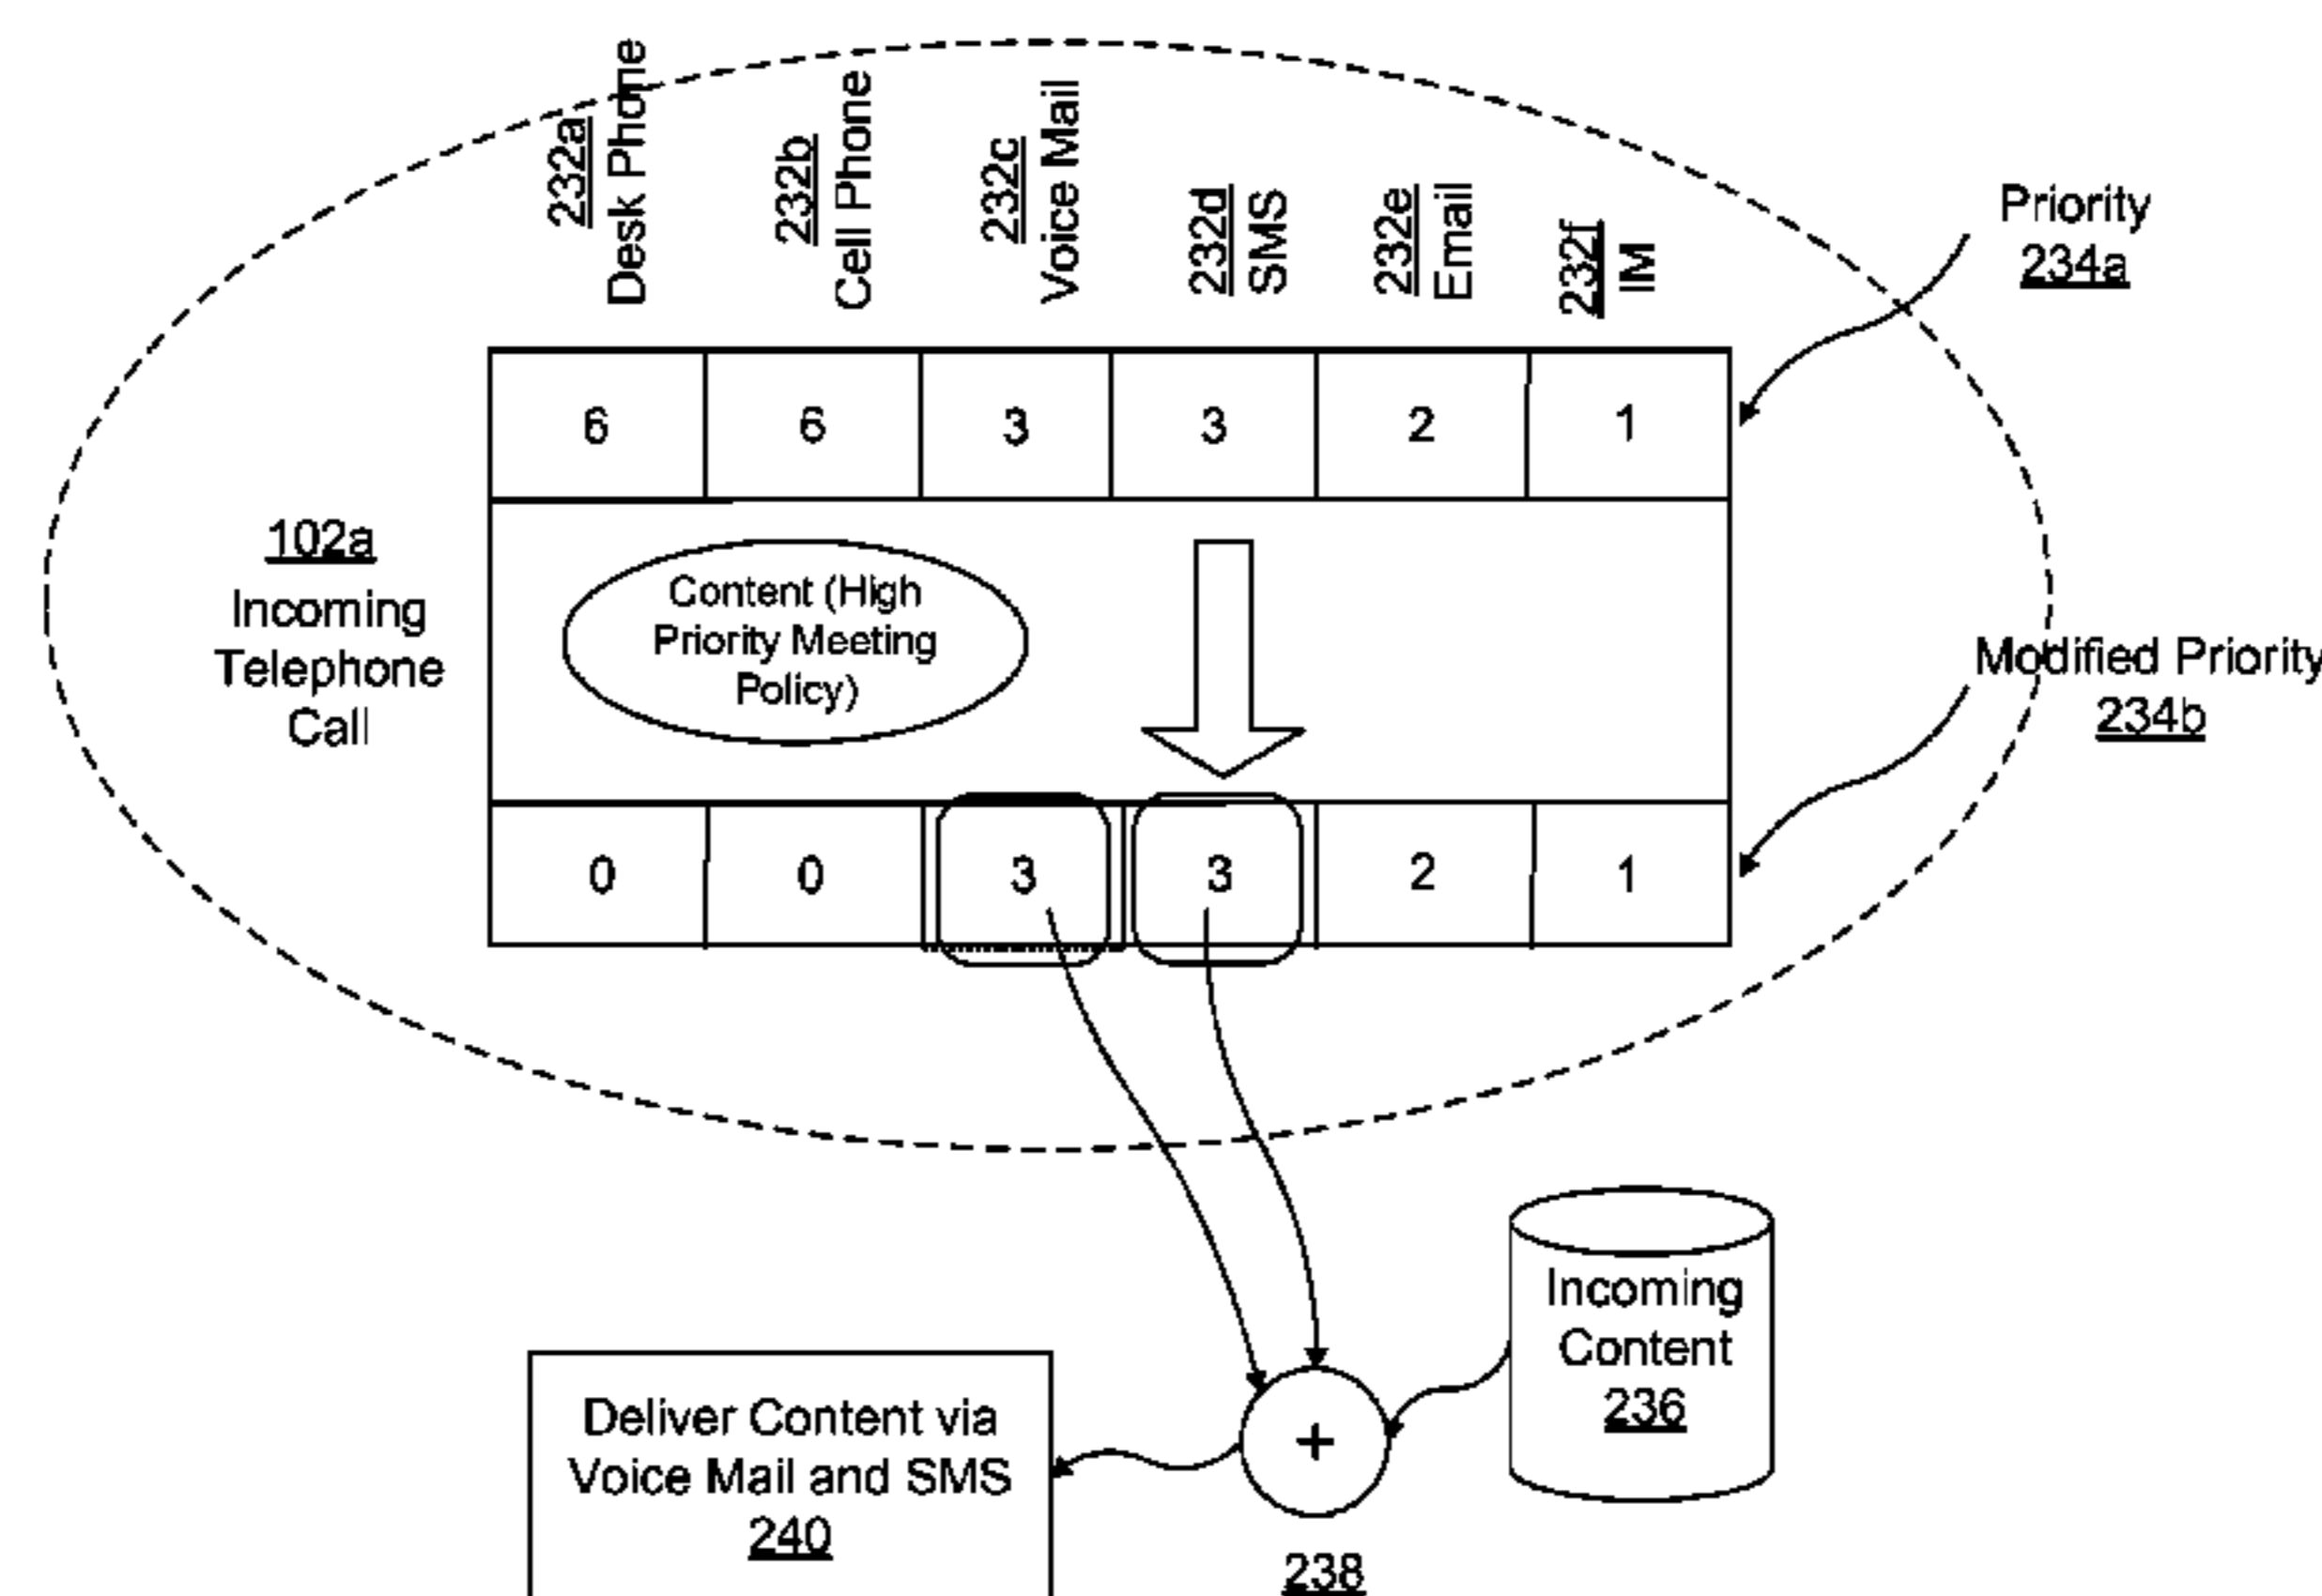 232a
Desk Phone
232b
Cell Phone
232c
Voice Mail
232d
SMS
232e
Email
232f
IM
Priority
234a
6 6 3 3 2 1
102a
Incoming
Telephone
Call
Content (High
Priority Meeting
Policy)
Modified Priority
234b
0 0 3 3 2 1
Incoming
Content
236
+
238
Deliver Content via
Voice Mail and SMS
240